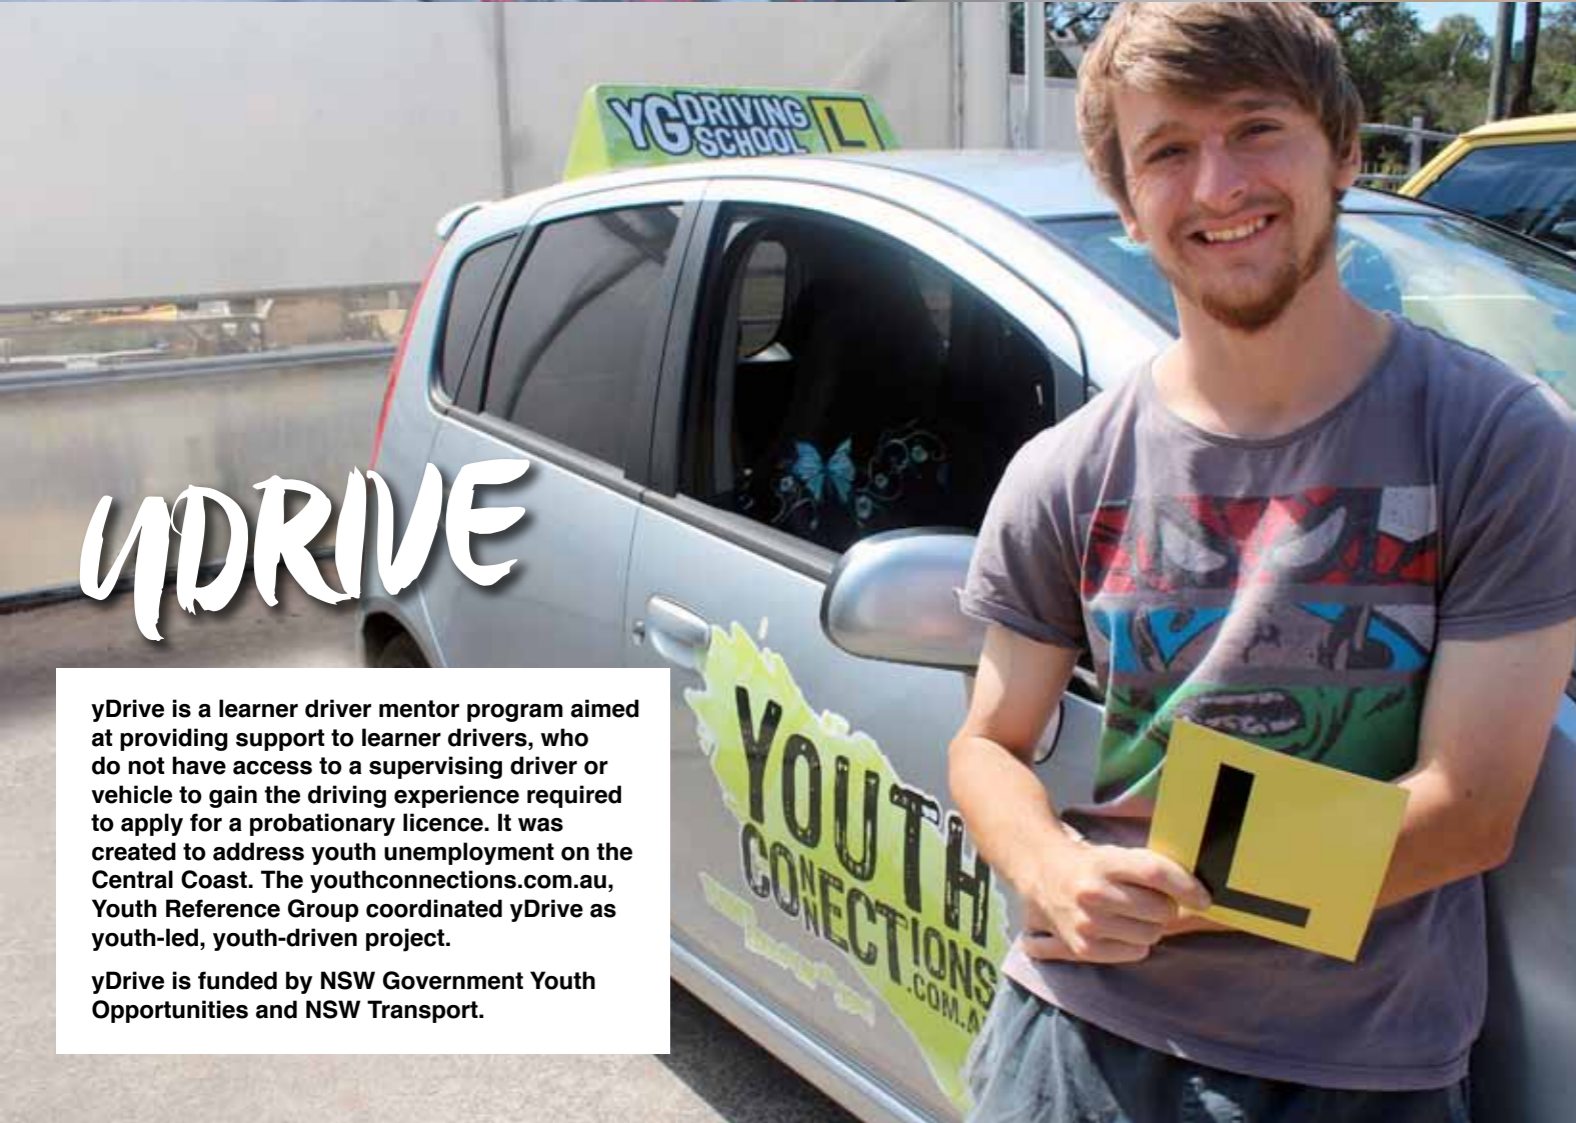 YG DRIVING
SCHOOL L
yDRIVE
yDrive is a learner driver mentor program aimed
at providing support to learner drivers, who
do not have access to a supervising driver or
vehicle to gain the driving experience required
to apply for a probationary licence. It was
created to address youth unemployment on the
Central Coast. The youthconnections.com.au,
Youth Reference Group coordinated yDrive as
youth-led, youth-driven project.
yDrive is funded by NSW Government Youth
Opportunities and NSW Transport.
YOUTH
CONNECTIONS
.COM.A
L